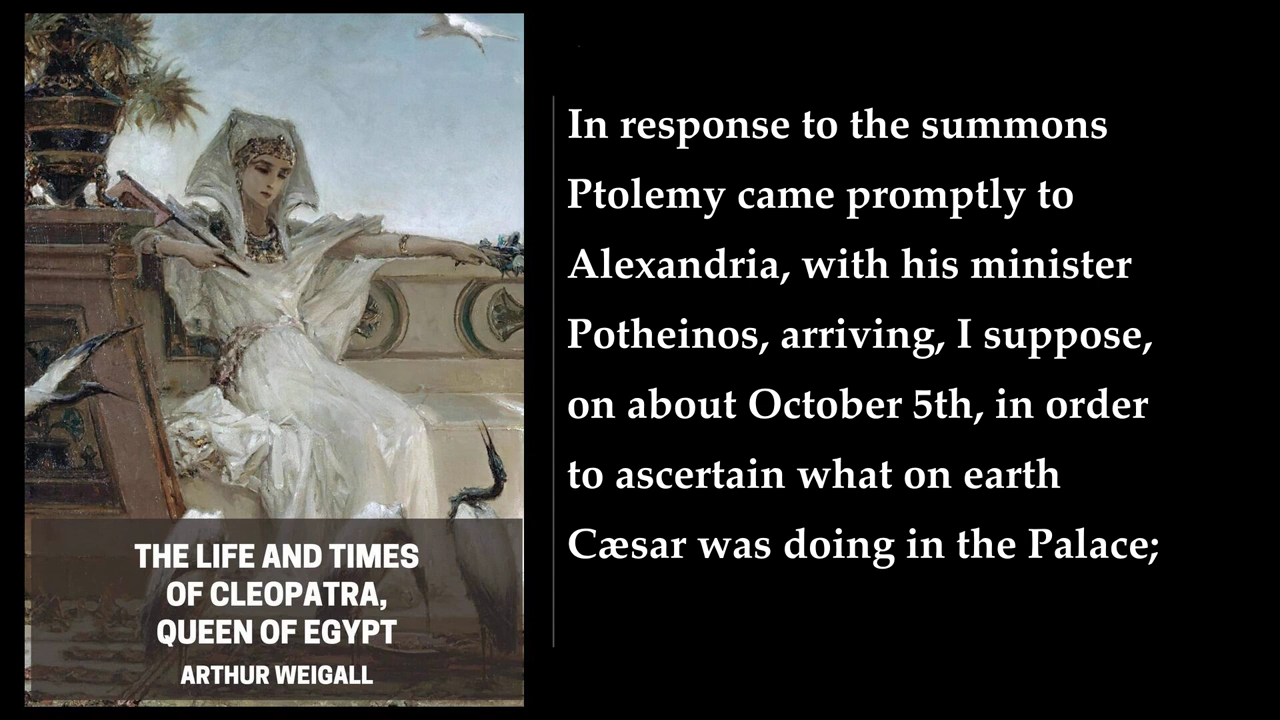 THE LIFE AND TIMES
OF CLEOPATRA,
QUEEN OF EGYPT
ARTHUR WEIGALL
In response to the summons
Ptolemy came promptly to
Alexandria, with his minister
Potheinos, arriving, I suppose,
on about October 5th, in order
to ascertain what on earth
Cæsar was doing in the Palace;